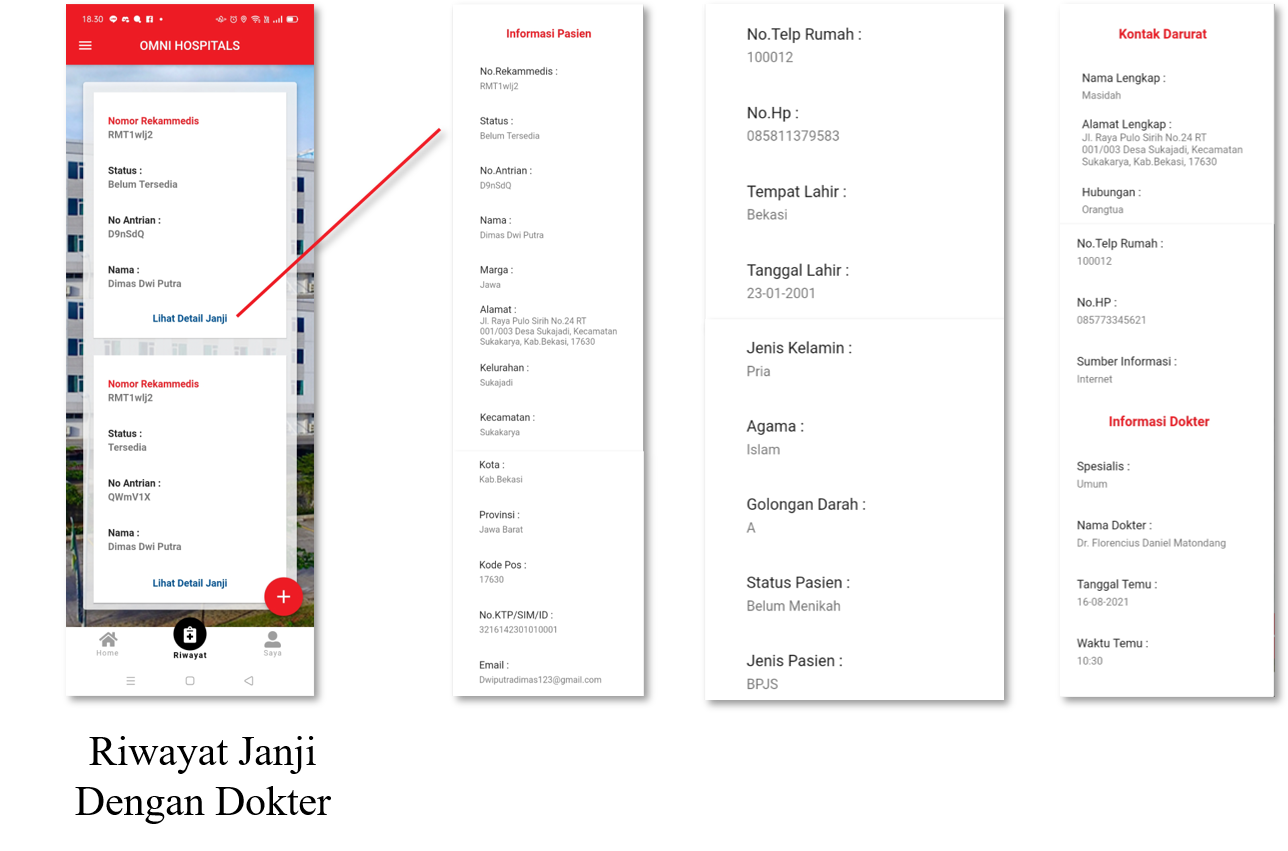 18.30
OMNI HOSPITALS
Nomor Rekammedis
RMT1wlj2
Status :
Belum Tersedia
No Antrian :
D9nSdQ
Nama :
Dimas Dwi Putra
Lihat Detail Janji
Nomor Rekammedis
RMT1wlj2
Status :
Tersedia
No Antrian :
QWmV1X
Nama :
Dimas Dwi Putra
Lihat Detail Janji
Home
Riwayat
Saya
Riwayat Janji
Dengan Dokter
Informasi Pasien
No.Rekammedis :
RMT1wlj2
Status :
Belum Tersedia
No.Antrian :
D9nSdQ
Nama :
Dimas Dwi Putra
Marga :
Jawa
Alamat :
Jl. Raya Pulo Sirih No.24 RT
001/003 Desa Sukajadi, Kecamatan
Sukakarya, Kab.Bekasi, 17630
Kelurahan :
Sukajadi
Kecamatan :
Sukakarya
Kota :
Kab.Bekasi
Provinsi :
Jawa Barat
Kode Pos :
17630
No.KTP/SIM/ID :
3216142301010001
Email :
Dwiputradimas123@gmail.com
No.Telp Rumah :
100012
No.Hp :
085811379583
Tempat Lahir :
Bekasi
Tanggal Lahir :
23-01-2001
Jenis Kelamin :
Pria
Agama :
Islam
Golongan Darah :
A
Status Pasien :
Belum Menikah
Jenis Pasien :
BPJS
Kontak Darurat
Nama Lengkap :
Masidah
Alamat Lengkap :
Jl. Raya Pulo Sirih No.24 RT
001/003 Desa Sukajadi, Kecamatan
Sukakarya, Kab.Bekasi, 17630
Hubungan :
Orangtua
No.Telp Rumah :
100012
No.HP :
085773345621
Sumber Informasi :
Internet
Informasi Dokter
Spesialis :
Umum
Nama Dokter :
Dr. Florencius Daniel Matondang
Tanggal Temu :
16-08-2021
Waktu Temu :
10:30